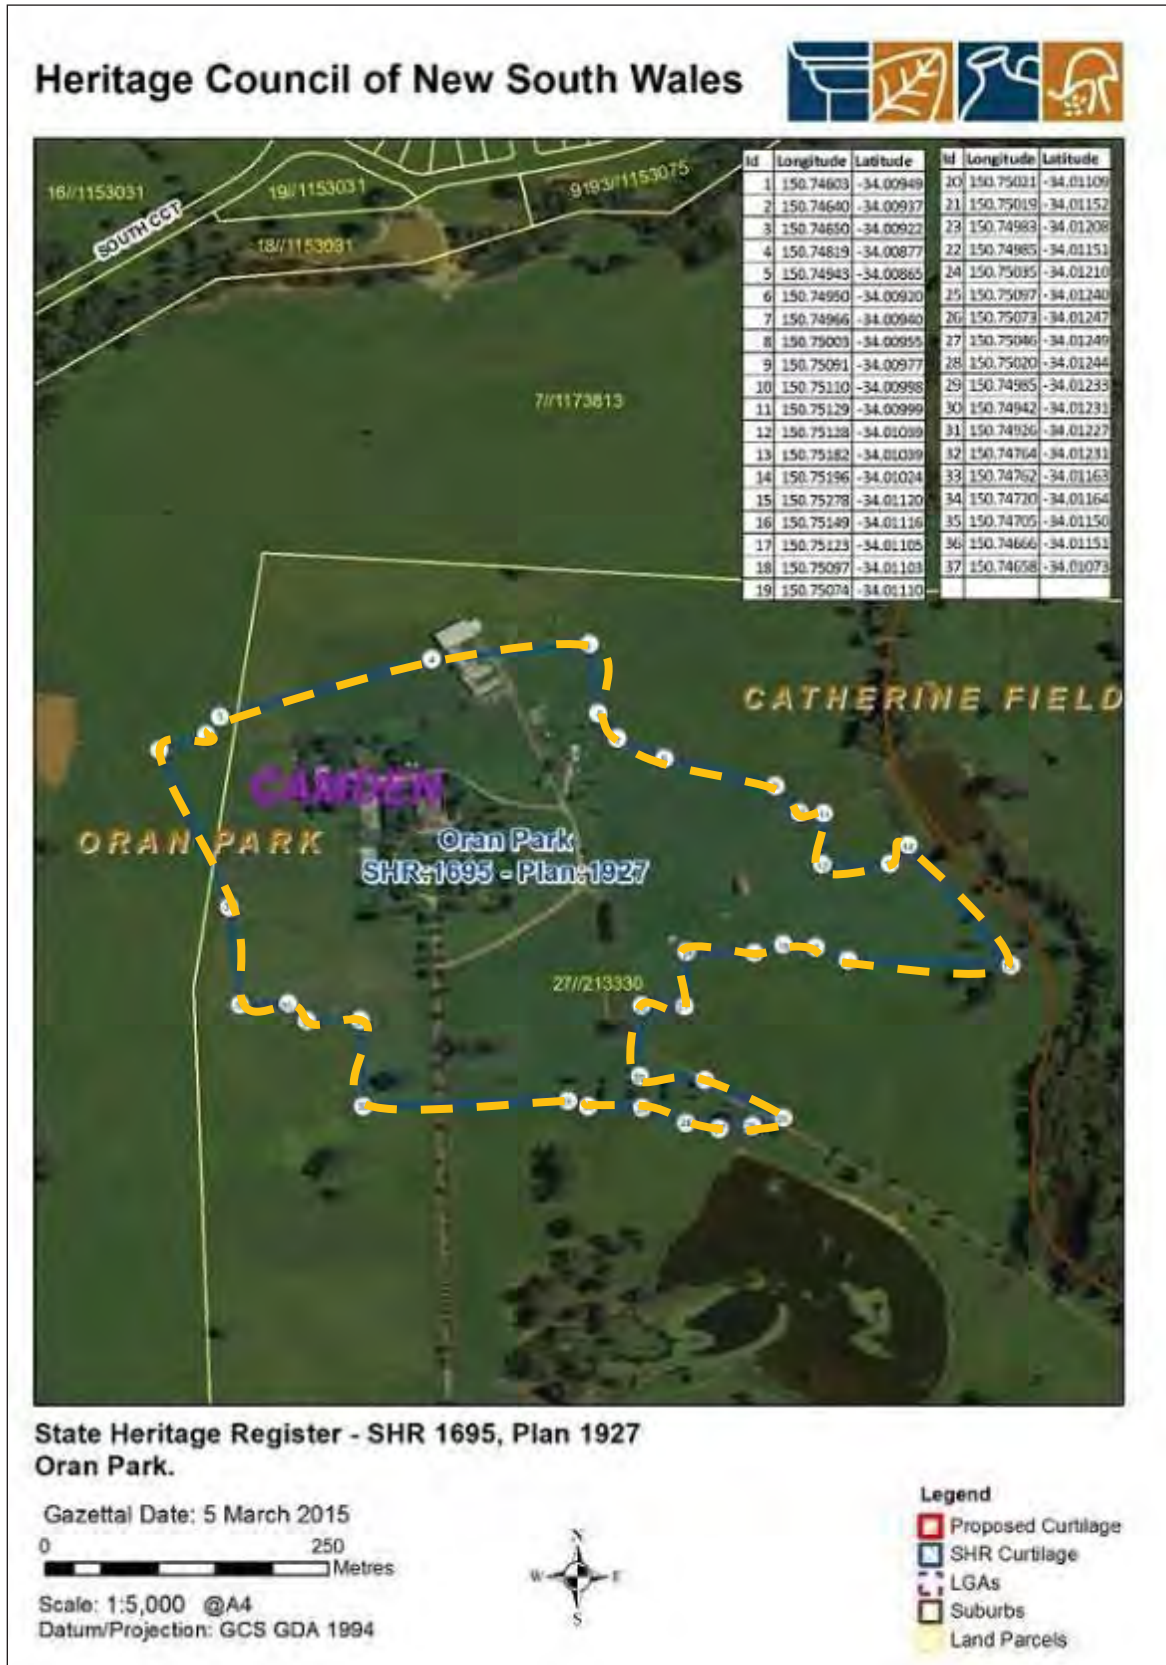 Heritage Council of New South Wales
16//1153031
19//1153031
9193//1153075
SOUTH CCT
18//1153031
7//1173813
Id Longitude Latitude
1 150.74603 -34.00949
2 150.74640 -34.00937
3 150.74650 -34.00922
4 150.74819 -34.00877
5 150.74943 -34.00865
6 150.74950 -34.00920
7 150.74966 -34.00940
8 150.75003 -34.00955
9 150.75091 -34.00977
10 150.75110 -34.00998
11 150.75129 -34.00999
12 150.75128 -34.01039
13 150.75182 -34.01039
14 150.75196 -34.01024
15 150.75278 -34.01120
16 150.75149 -34.01116
17 150.75123 -34.01105
18 150.75097 -34.01103
19 150.75074 -34.01110
Id Longitude Latitude
20 150.75021 -34.01109
21 150.75019 -34.01152
23 150.74983 -34.01208
22 150.74985 -34.01151
24 150.75035 -34.01210
25 150.75097 -34.01240
26 150.75073 -34.01247
27 150.75046 -34.01249
28 150.75020 -34.01244
29 150.74985 -34.01233
30 150.74942 -34.01231
31 150.74926 -34.01227
32 150.74764 -34.01231
33 150.74762 -34.01163
34 150.74720 -34.01164
35 150.74705 -34.01150
36 150.74666 -34.01151
37 150.74658 -34.01073
CATHERINE FIELD
CAMDEN
ORAN PARK
Oran Park
SHR:1695 - Plan:1927
27//213330
State Heritage Register - SHR 1695, Plan 1927
Oran Park.
Gazettal Date: 5 March 2015
0 250
Metres
Scale: 1:5,000 @A4
Datum/Projection: GCS GDA 1994
N
W E
S
Legend
Proposed Curtilage
SHR Curtilage
LGAs
Suburbs
Land Parcels